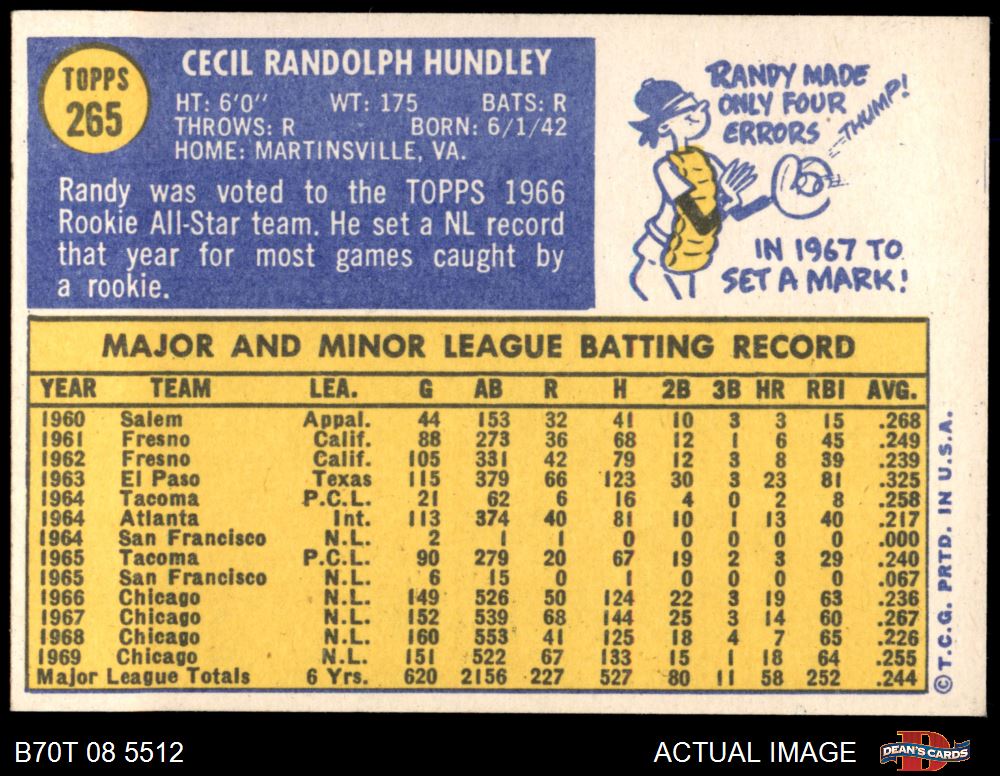 TOPPS
265
CECIL RANDOLPH HUNDLEY
HT: 6'0" WT: 175 BATS: R
THROWS: R BORN: 6/1/42
HOME: MARTINSVILLE, VA.
Randy was voted to the TOPPS 1966
Rookie All-Star team. He set a NL record
that year for most games caught by
a rookie.
RANDY MADE
ONLY FOUR
ERRORS
THUMP!
IN 1967 TO
SET A MARK!
MAJOR AND MINOR LEAGUE BATTING RECORD
YEAR TEAM LEA. G AB R H 2B 3B HR RBI AVG.
1960 Salem Appal. 44 153 32 41 10 3 3 15 .268
1961 Fresno Calif. 88 273 36 68 12 1 6 45 .249
1962 Fresno Calif. 105 331 42 79 12 3 8 39 .239
1963 El Paso Texas 115 379 66 123 30 3 23 81 .325
1964 Tacoma P.C.L. 21 62 6 16 4 0 2 8 .258
1964 Atlanta Int. 113 374 40 81 10 1 13 40 .217
1964 San Francisco N.L. 2 1 1 0 0 0 0 0 .000
1965 Tacoma P.C.L. 90 279 20 67 19 2 3 29 .240
1965 San Francisco N.L. 6 15 0 1 0 0 0 0 .067
1966 Chicago N.L. 149 526 50 124 22 3 19 63 .236
1967 Chicago N.L. 152 539 68 144 25 3 14 60 .267
1968 Chicago N.L. 160 553 41 125 18 4 7 65 .226
1969 Chicago N.L. 151 522 67 133 15 1 18 64 .255
Major League Totals 6 Yrs. 620 2156 227 527 80 11 58 252 .244
© T.C.G. PRTD. IN U.S.A.
B70T 08 5512
ACTUAL IMAGE
DEAN'S CARDS